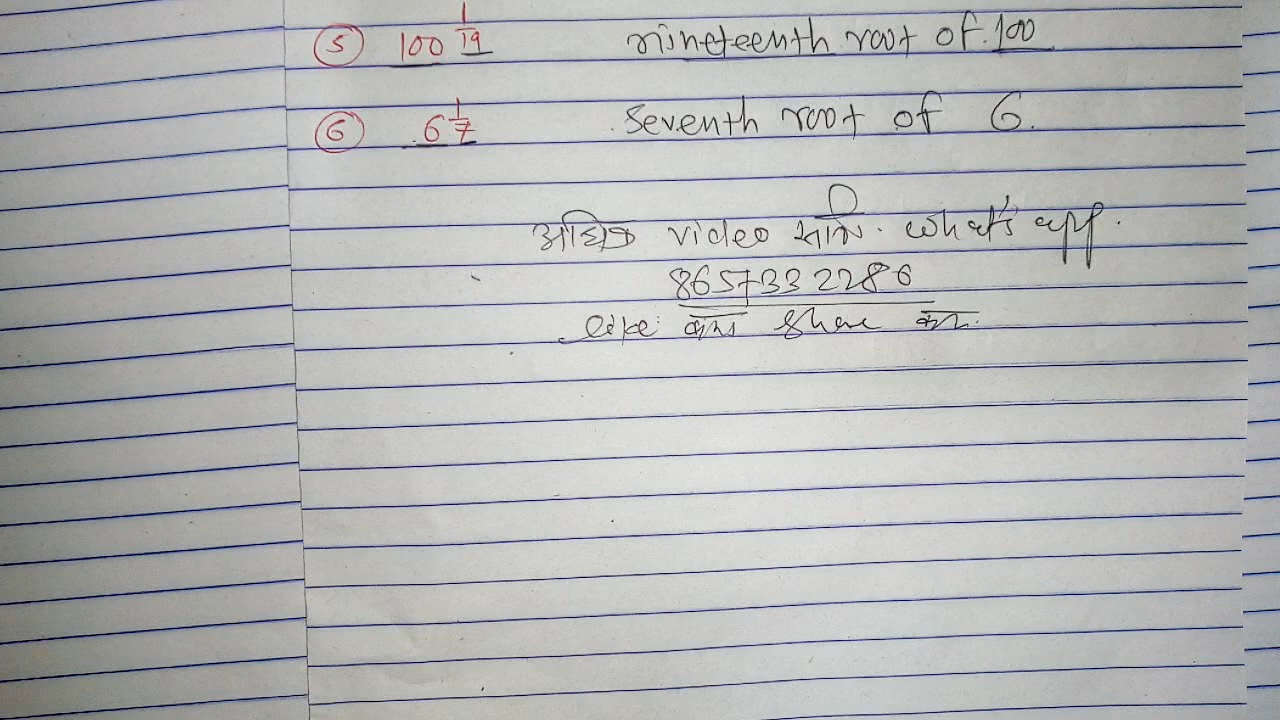 ⑤ 100^1/19 nineteenth root of 100
⑥ 6^1/7 seventh root of 6.
अधिक video what's app.
8657332286
like करा share करा.